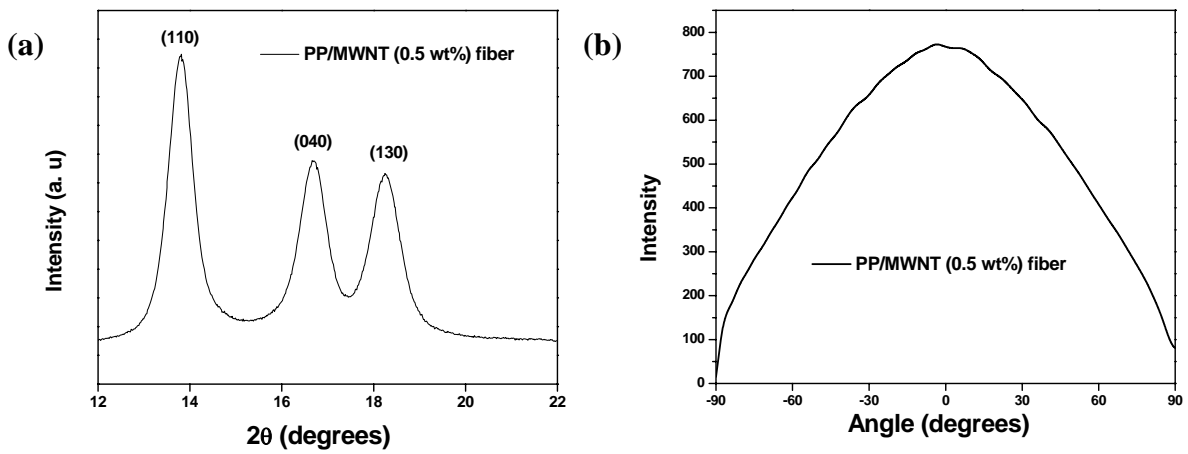 (a)
(110)
PP/MWNT (0.5 wt%) fiber
(040)
(130)
Intensity (a. u)
12 14 16 18 20 22
2θ (degrees)
(b)
800
700
600
500
400
300
200
100
0
Intensity
PP/MWNT (0.5 wt%) fiber
-90 -60 -30 0 30 60 90
Angle (degrees)